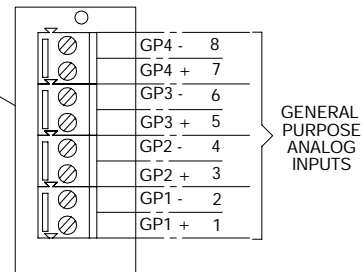 GP4 - 8
GP4 + 7
GP3 - 6
GP3 + 5
GP2 - 4
GP2 + 3
GP1 - 2
GP1 + 1
GENERAL
PURPOSE
ANALOG
INPUTS